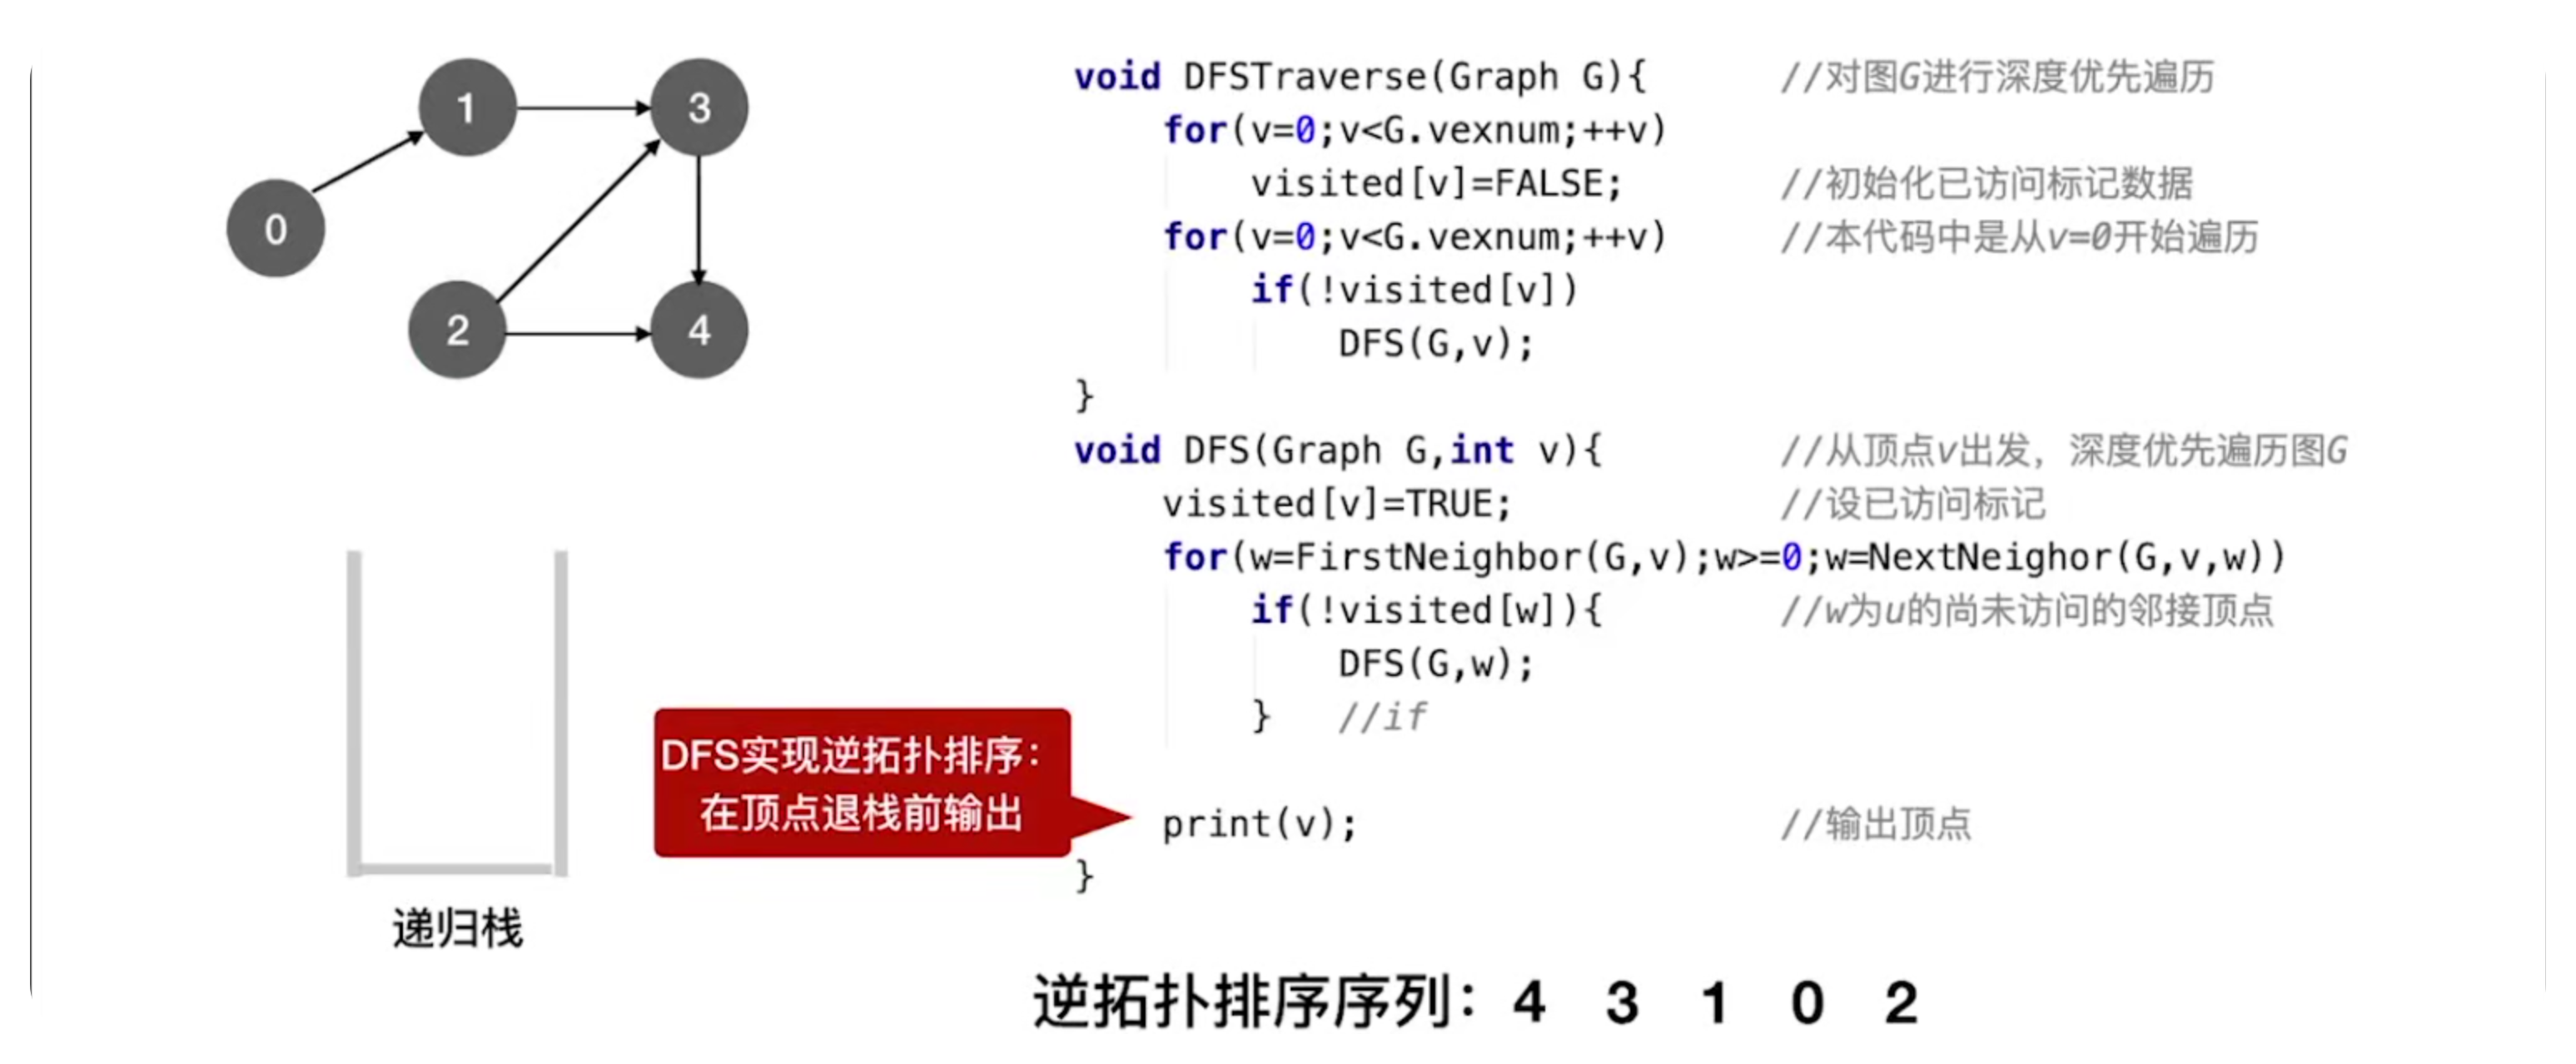 1
3
0
2
4
void DFSTraverse(Graph G){ //对图G进行深度优先遍历
for(v=0;v<G.vexnum;++v)
visited[v]=FALSE; //初始化已访问标记数据
for(v=0;v<G.vexnum;++v) //本代码中是从v=0开始遍历
if(!visited[v])
DFS(G,v);
}
void DFS(Graph G,int v){ //从顶点v出发，深度优先遍历图G
visited[v]=TRUE; //设已访问标记
for(w=FirstNeighbor(G,v);w>=0;w=NextNeighor(G,v,w))
if(!visited[w]){ //w为u的尚未访问的邻接顶点
DFS(G,w);
} //if
print(v); //输出顶点
}
DFS实现逆拓扑排序：
在顶点退栈前输出
递归栈
逆拓扑排序序列：4 3 1 0 2